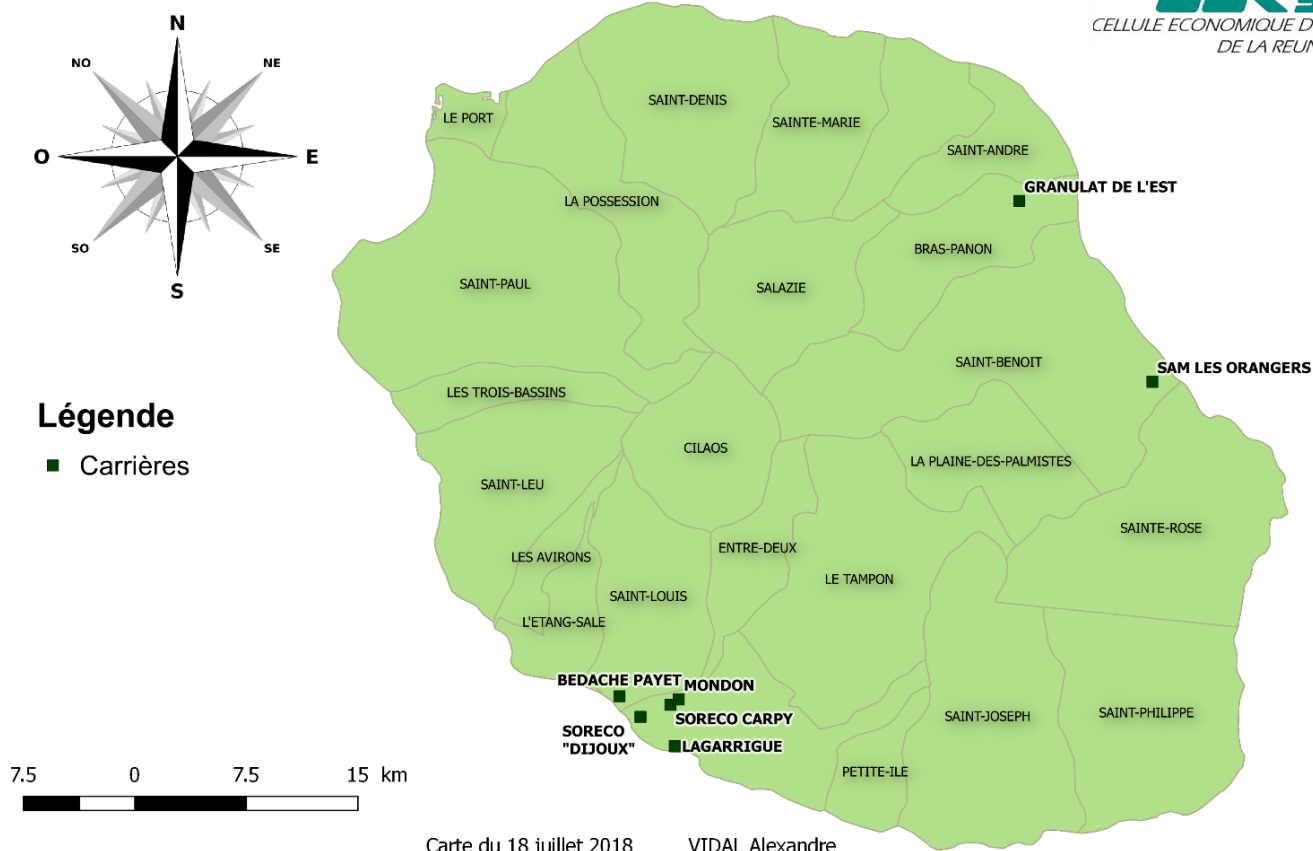 CELLULE ECONOMIQUE D
DE LA REUN
N
NO
NE
O
E
SO
SE
S
LE PORT
SAINT-DENIS
SAINTE-MARIE
SAINT-ANDRE
GRANULAT DE L'EST
LA POSSESSION
BRAS-PANON
SAINT-PAUL
SALAZIE
SAINT-BENOIT
SAM LES ORANGERS
LES TROIS-BASSINS
Légende
Carrières
CILAOS
LA PLAINE-DES-PALMISTES
SAINT-LEU
SAINTE-ROSE
LES AVIRONS
ENTRE-DEUX
LE TAMPON
SAINT-LOUIS
L'ETANG-SALE
BEDACHE PAYET
MONDON
SORECO CARPY
SORECO
"DIJOUX"
LAGARRIGUE
SAINT-JOSEPH
SAINT-PHILIPPE
PETITE-ILE
7.5 0 7.5 15 km
Carte du 18 juillet 2018 VIDAL Alexandre